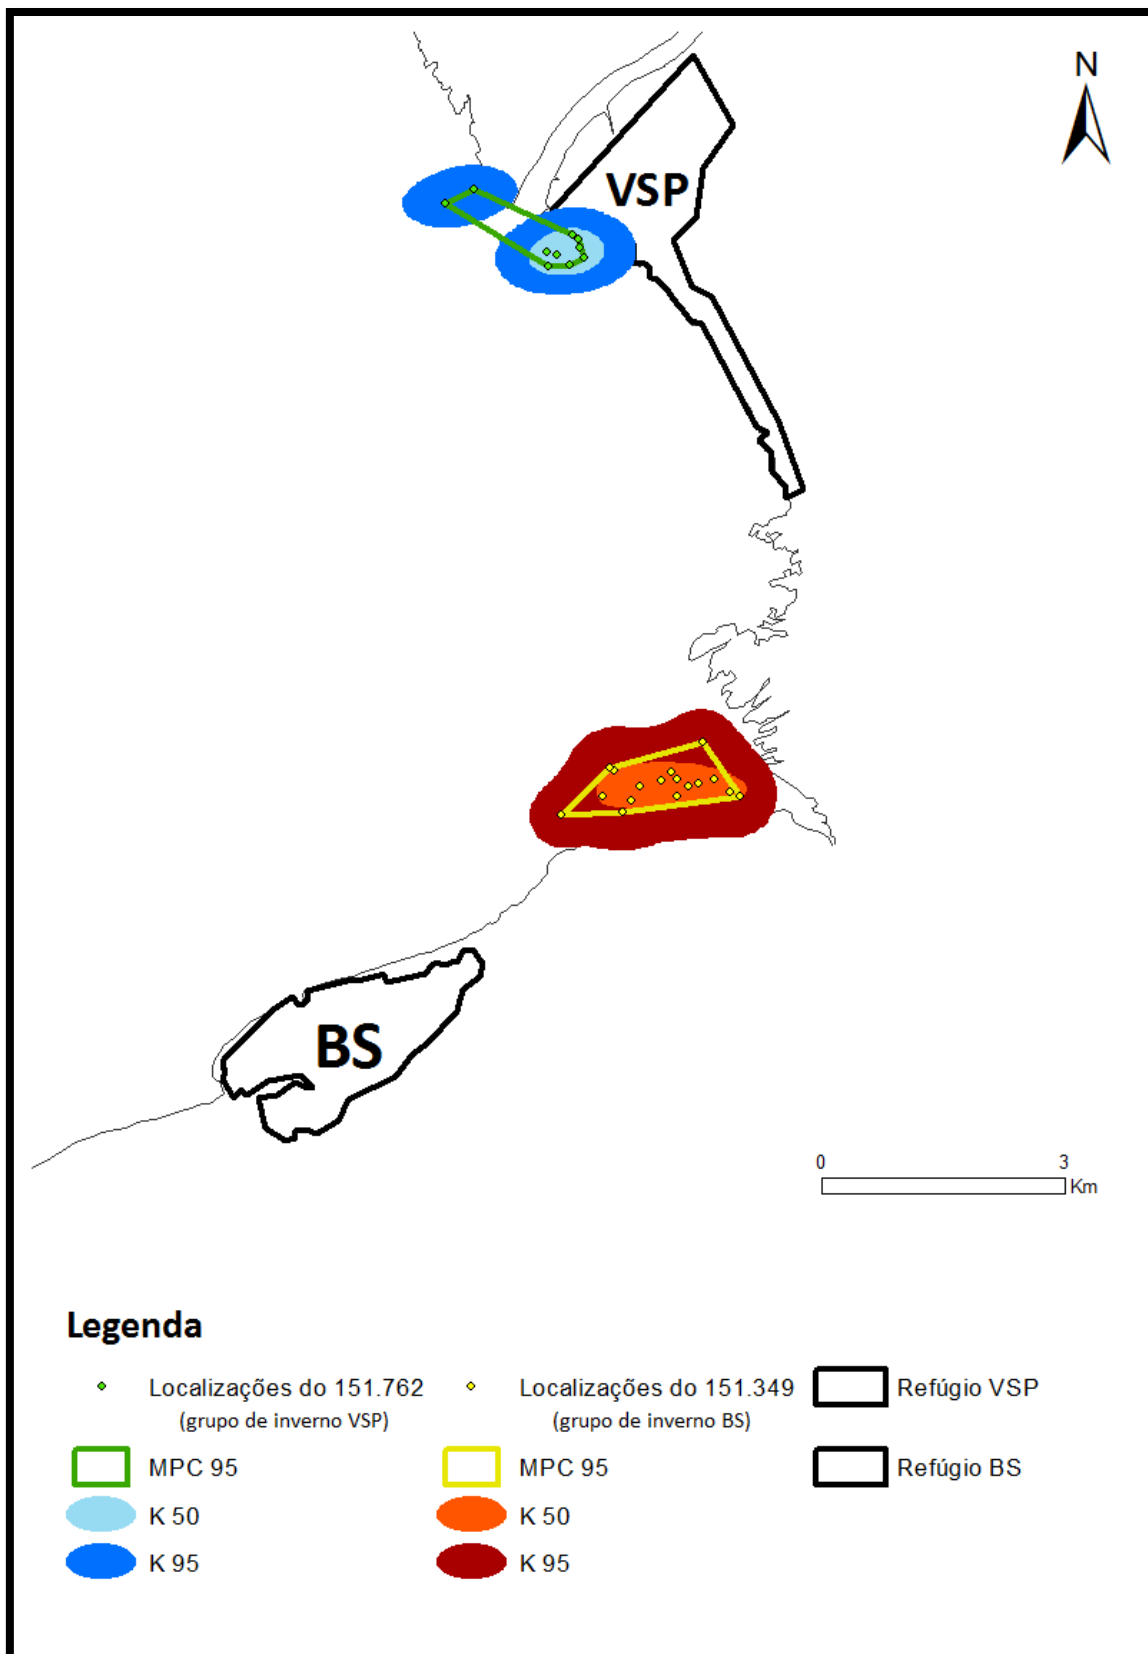 N
VSP
BS
0 3
Km
Legenda
Localizações do 151.762 Localizações do 151.349 Refúgio VSP
(grupo de inverno VSP) (grupo de inverno BS)
MPC 95 MPC 95 Refúgio BS
K 50 K 50
K 95 K 95